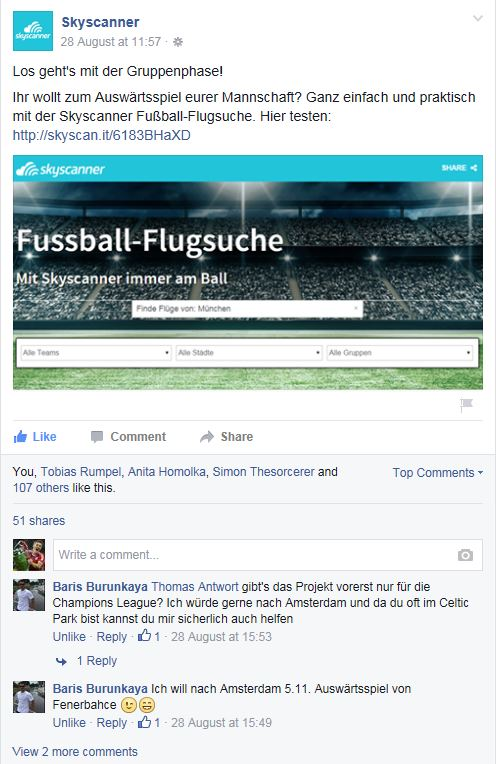 skyscanner
Skyscanner
28 August at 11:57 ·
Los geht's mit der Gruppenphase!
Ihr wollt zum Auswärtsspiel eurer Mannschaft? Ganz einfach und praktisch
mit der Skyscanner Fußball-Flugsuche. Hier testen:
http://skyscan.it/6183BHaXD
skyscanner
SHARE
Fussball-Flugsuche
Mit Skyscanner immer am Ball
Finde Flüge von: München
Alle Teams
Alle Städte
Alle Gruppen
Like Comment Share
You, Tobias Rumpel, Anita Homolka, Simon Thesorcerer and
107 others like this.
Top Comments
51 shares
Write a comment...
Baris Burunkaya Thomas Antwort gibt's das Projekt vorerst nur für die
Champions League? Ich würde gerne nach Amsterdam und da du oft im Celtic
Park bist kannst du mir sicherlich auch helfen
Unlike · Reply · 1 · 28 August at 15:53
1 Reply
Baris Burunkaya Ich will nach Amsterdam 5.11. Auswärtsspiel von
Fenerbahce 😉😄
Unlike · Reply · 1 · 28 August at 15:49
View 2 more comments